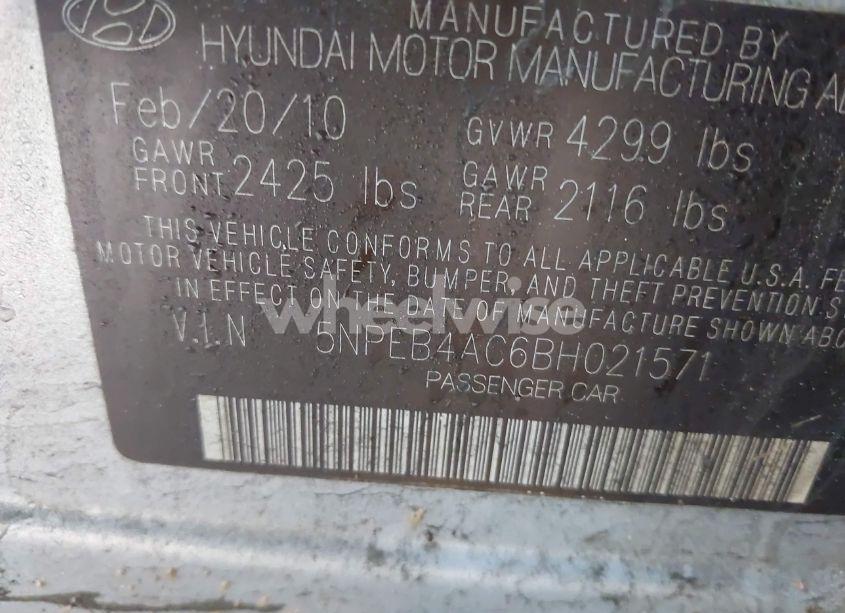 MANUFACTURED BY
HYUNDAI MOTOR MANUFACTURING
Feb/20/10
GVWR 4299 lbs
GAWR FRONT 2425 lbs
GAWR REAR 2116 lbs
THIS VEHICLE CONFORMS TO ALL APPLICABLE U.S.A.
MOTOR VEHICLE SAFETY, BUMPER, AND THEFT PREVENTION
IN EFFECT ON THE DATE OF MANUFACTURE SHOWN
wheelwise
V.I.N 5NPEB4AC6BH021571
PASSENGER CAR